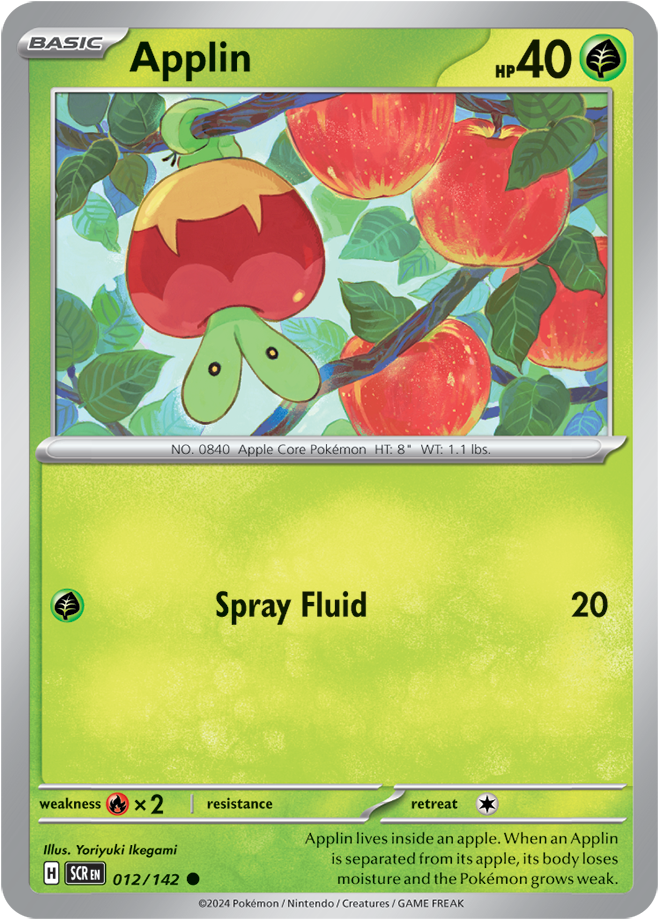 BASIC Applin HP 40
NO. 0840 Apple Core Pokémon HT: 8" WT: 1.1 lbs.
Spray Fluid 20
weakness ×2 resistance retreat
Illus. Yoriyuki Ikegami
H SCR EN 012/142
Applin lives inside an apple. When an Applin
is separated from its apple, its body loses
moisture and the Pokémon grows weak.
©2024 Pokémon / Nintendo / Creatures / GAME FREAK